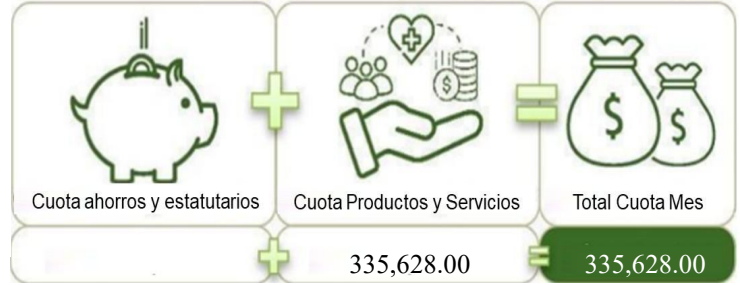 Cuota ahorros y estatutarios
Cuota Productos y Servicios
Total Cuota Mes
335,628.00
335,628.00